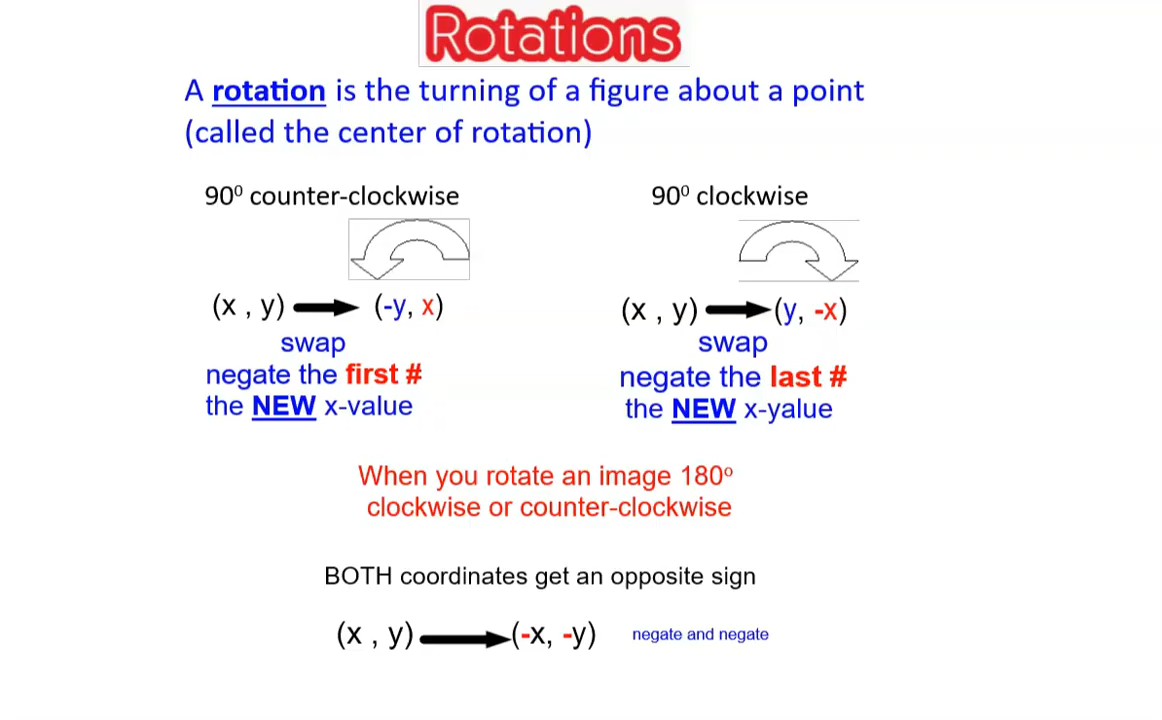 Rotations
A rotation is the turning of a figure about a point
(called the center of rotation)
90⁰ counter-clockwise
(x , y) (-y, x)
swap
negate the first #
the NEW x-value
90⁰ clockwise
(x , y) (y, -x)
swap
negate the last #
the NEW x-yalue
When you rotate an image 180º
clockwise or counter-clockwise
BOTH coordinates get an opposite sign
(x , y) (-x, -y) negate and negate